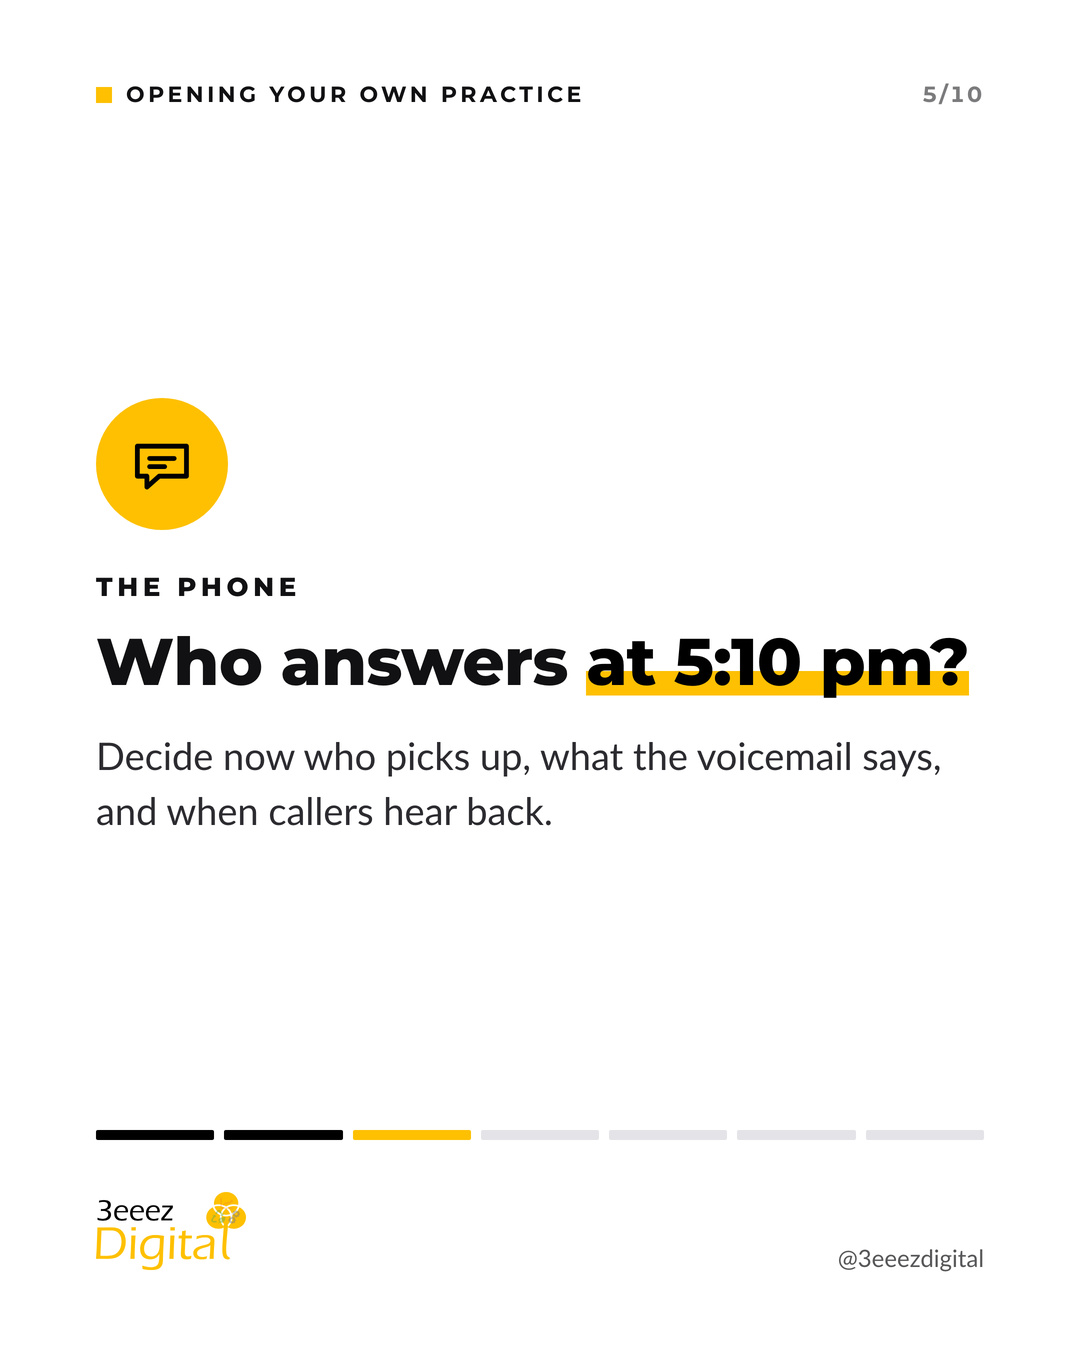 OPENING YOUR OWN PRACTICE
5/10
THE PHONE
Who answers at 5:10 pm?
Decide now who picks up, what the voicemail says,
and when callers hear back.
3eeez
Digital
@3eeezdigital